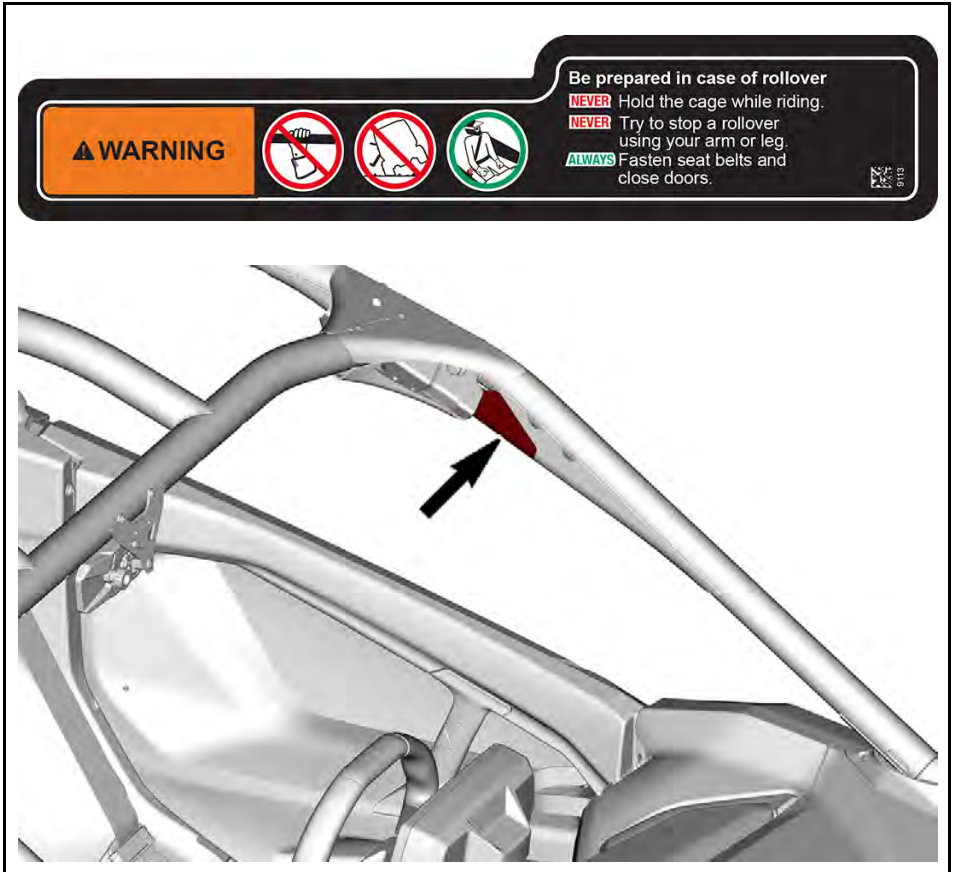 WARNING
Be prepared in case of rollover
NEVER Hold the cage while riding.
NEVER Try to stop a rollover
using your arm or leg.
ALWAYS Fasten seat belts and
close doors.
9113